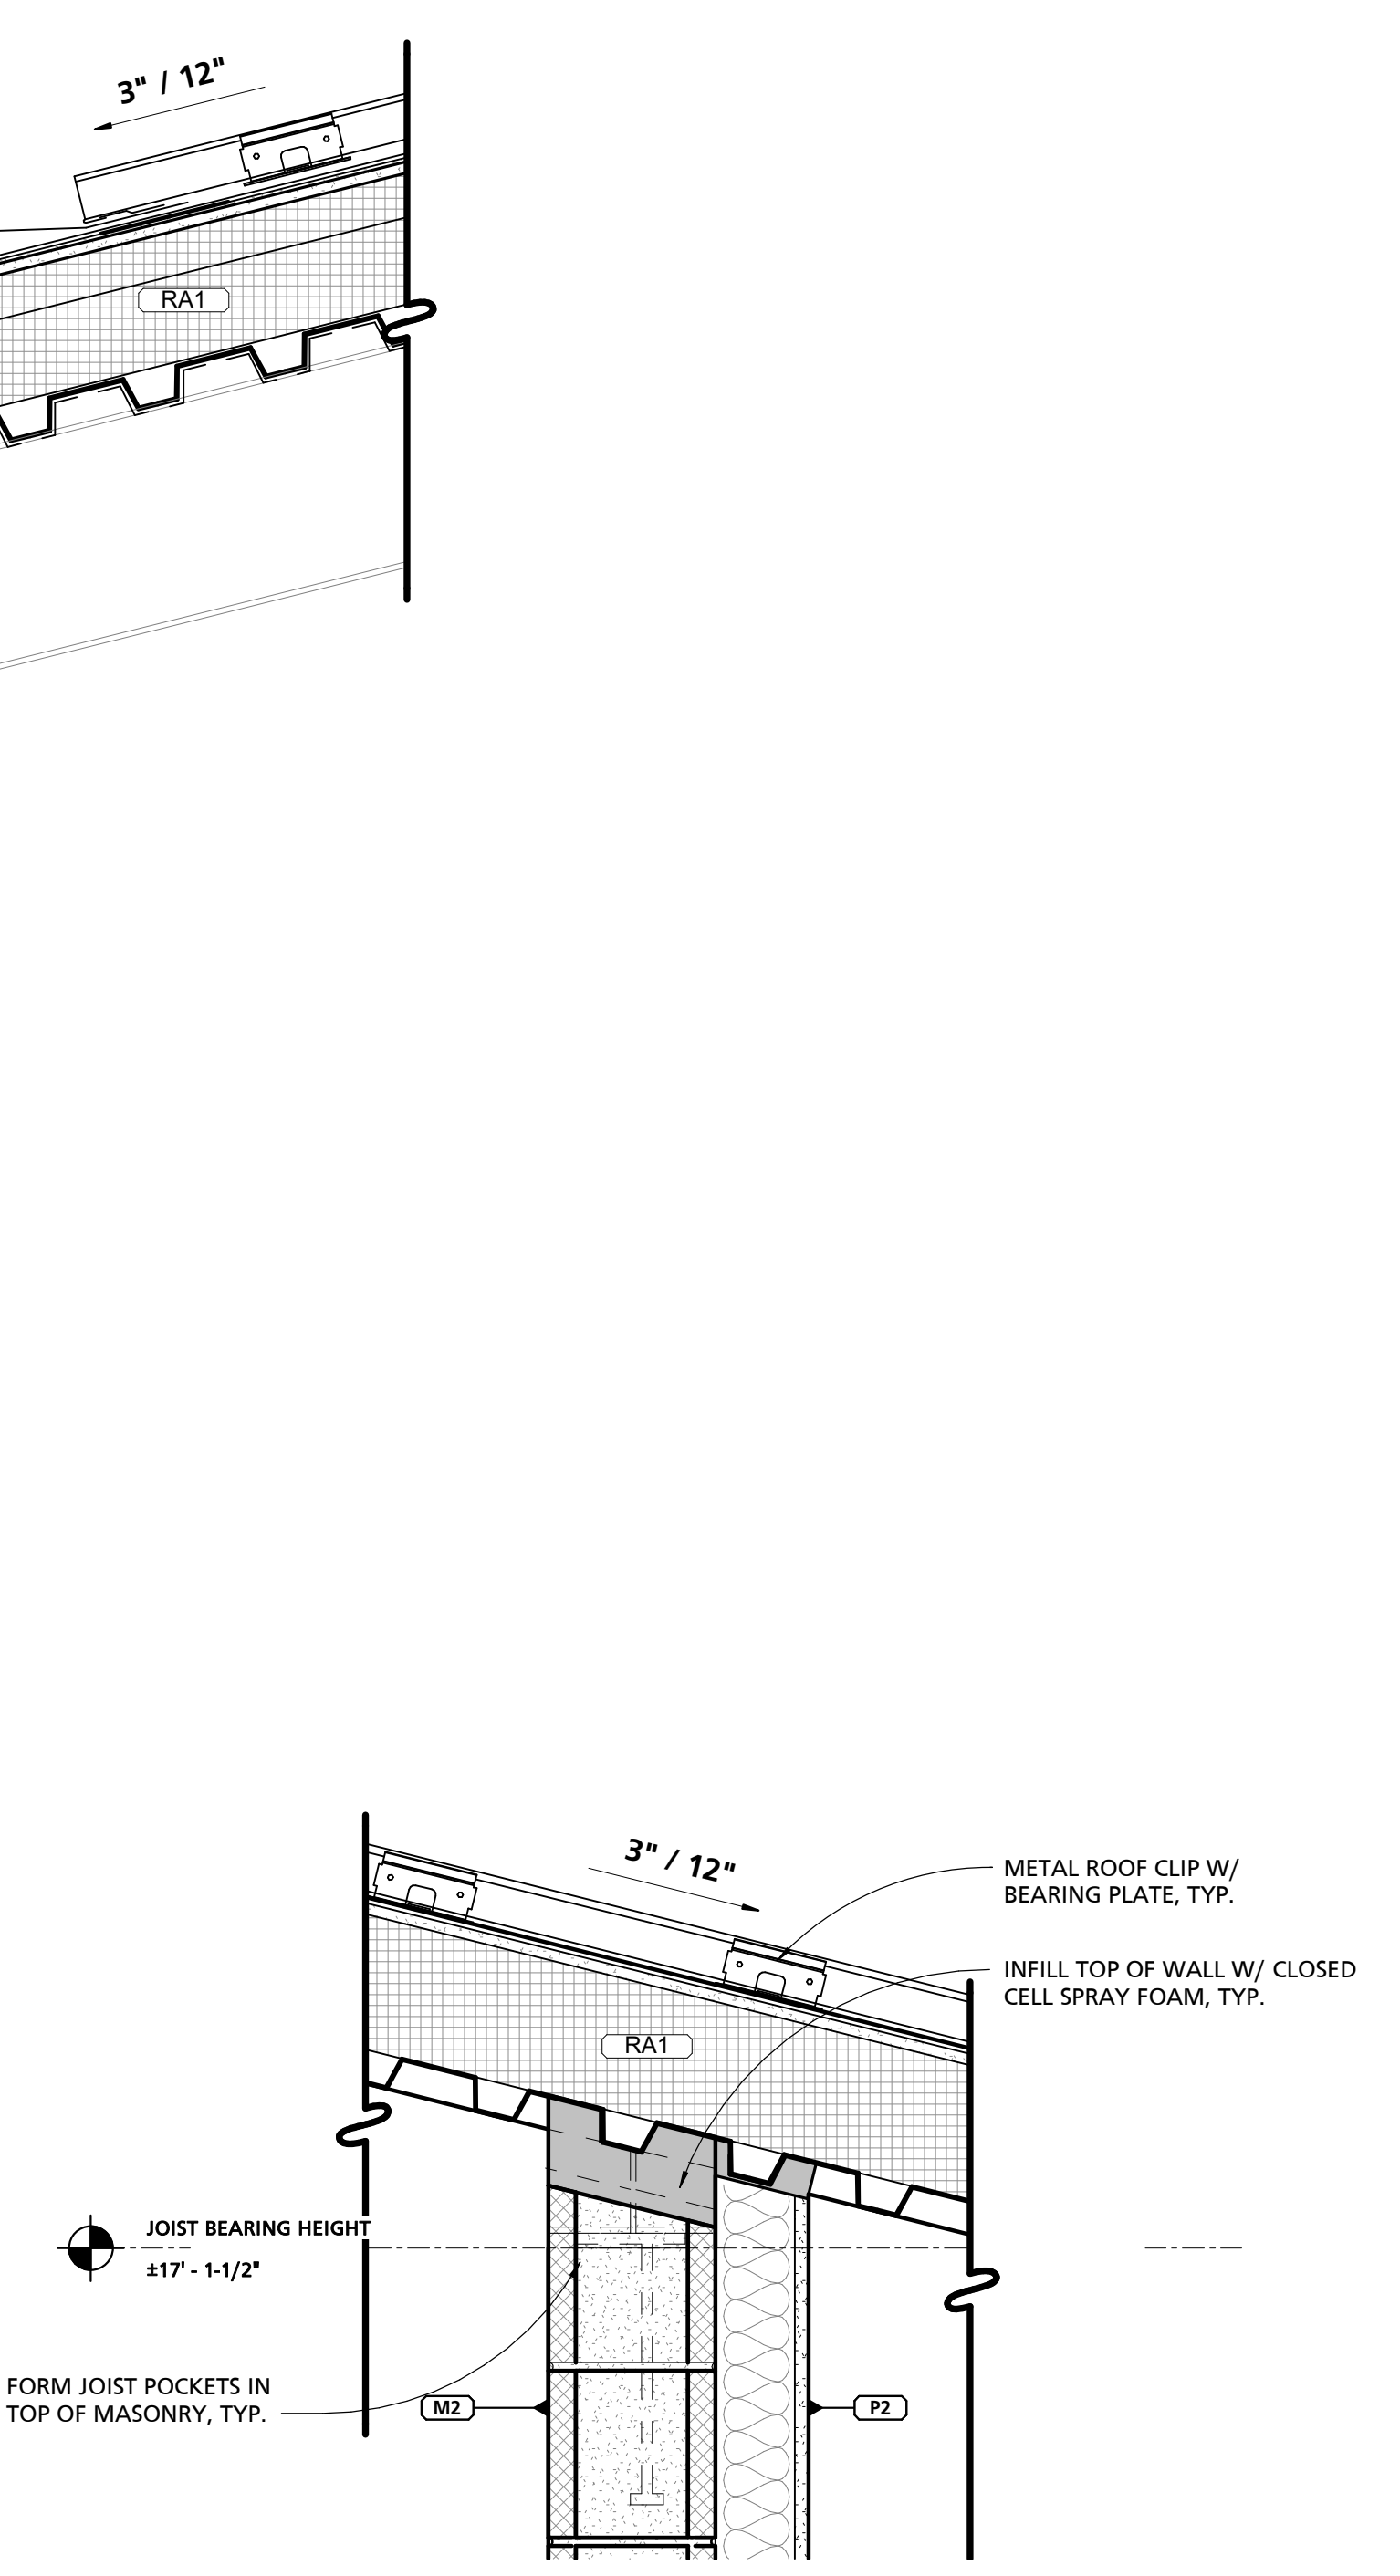 3" / 12"
RA1
3" / 12"
METAL ROOF CLIP W/
BEARING PLATE, TYP.
INFILL TOP OF WALL W/ CLOSED
CELL SPRAY FOAM, TYP.
RA1
JOIST BEARING HEIGHT
±17' - 1-1/2"
FORM JOIST POCKETS IN
TOP OF MASONRY, TYP.
M2
P2